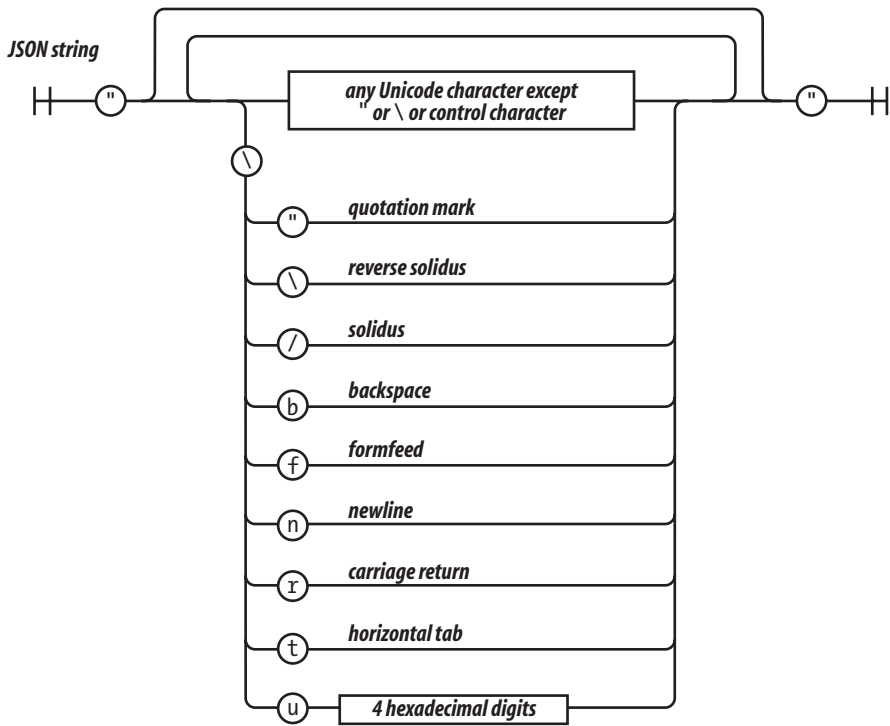 JSON string
" any Unicode character except "
" or \ or control character
\
" quotation mark
\ reverse solidus
/ solidus
b backspace
f formfeed
n newline
r carriage return
t horizontal tab
u 4 hexadecimal digits